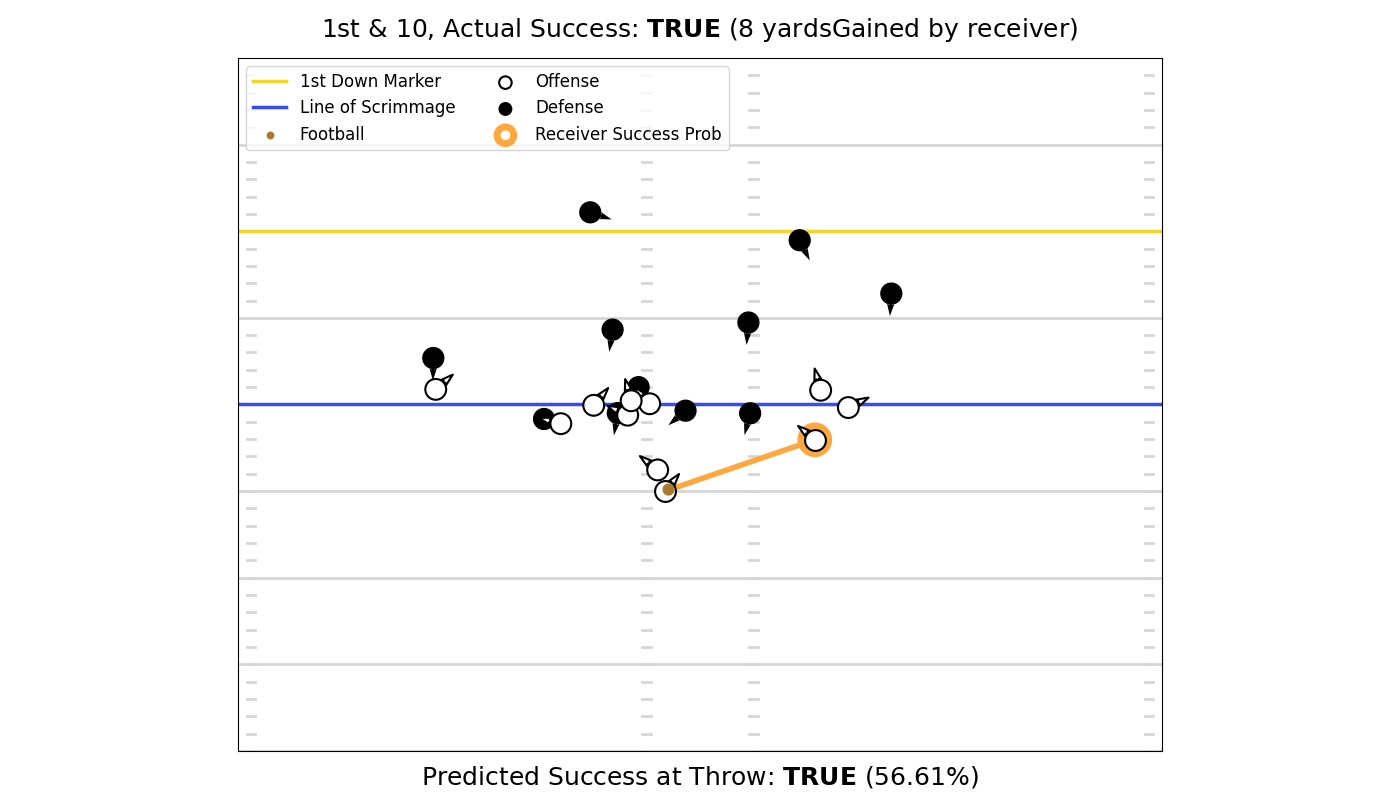 1st & 10, Actual Success: TRUE (8 yardsGained by receiver)
1st Down Marker
Line of Scrimmage
Football
Offense
Defense
Receiver Success Prob
Predicted Success at Throw: TRUE (56.61%)